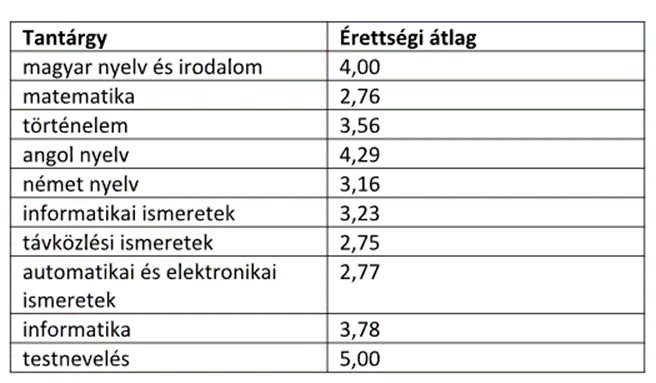 Tantárgy Érettségi átlag
magyar nyelv és irodalom 4,00
matematika 2,76
történelem 3,56
angol nyelv 4,29
német nyelv 3,16
informatikai ismeretek 3,23
távközlési ismeretek 2,75
automatikai és elektronikai 2,77
ismeretek
informatika 3,78
testnevelés 5,00